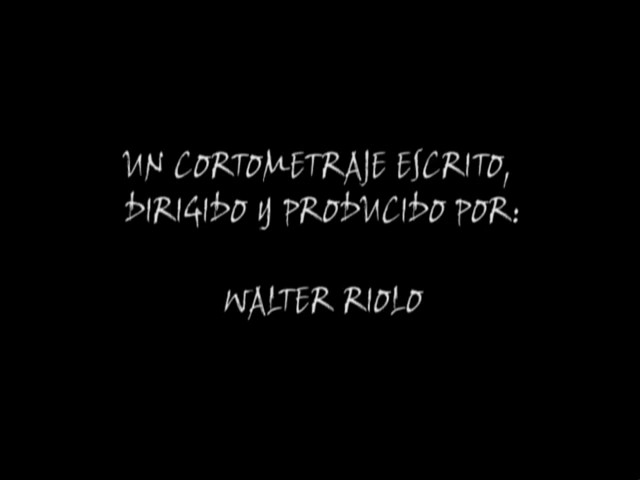 UN CORTOMETRAJE ESCRITO,
DIRIGIDO Y PRODUCIDO POR:
WALTER RIOLO